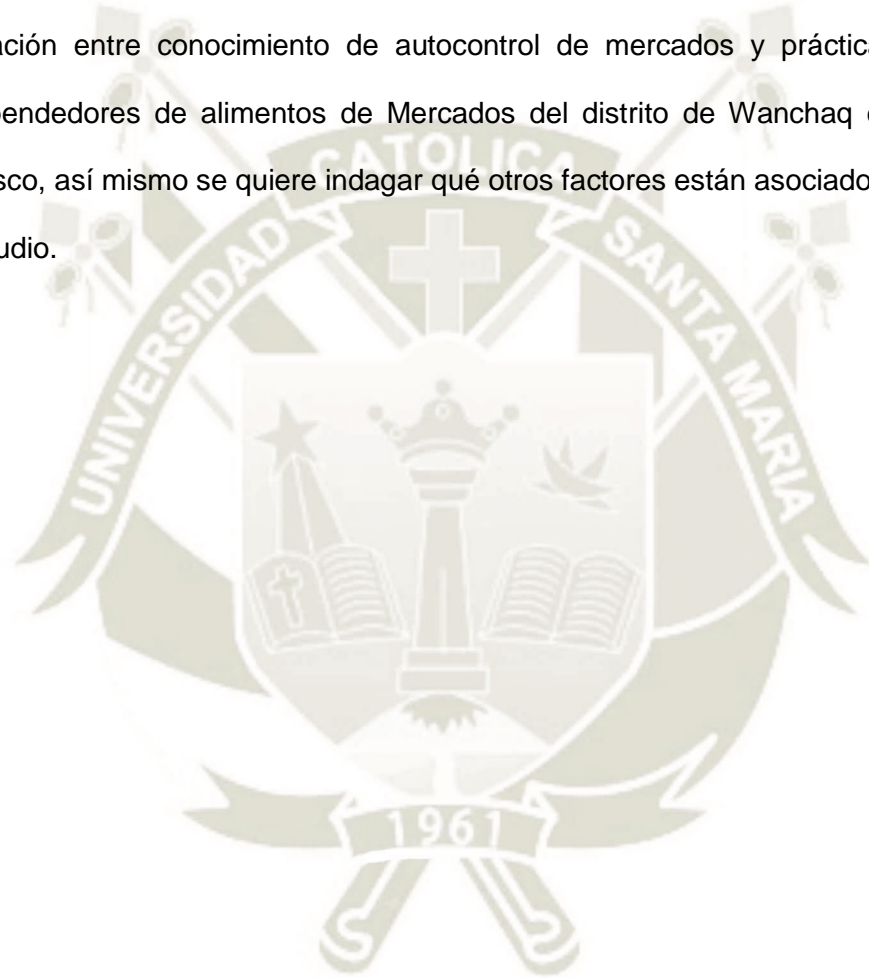 ación entre conocimiento de autocontrol de mercados y práctica
pendedores de alimentos de Mercados del distrito de Wanchaq
sco, así mismo se quiere indagar qué otros factores están asociado
udio.
UNIVERSIDAD CATOLICA SANTA MARIA
1961